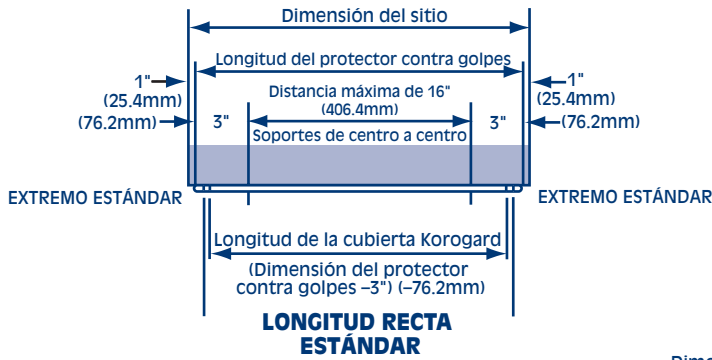 Dimensión del sitio
Longitud del protector contra golpes
1"
(25.4mm)
(76.2mm)
3"
Distancia máxima de 16"
(406.4mm)
Soportes de centro a centro
3"
1"
(25.4mm)
(76.2mm)
EXTREMO ESTÁNDAR
EXTREMO ESTÁNDAR
Longitud de la cubierta Korogard
(Dimensión del protector
contra golpes –3") (–76.2mm)
LONGITUD RECTA
ESTÁNDAR